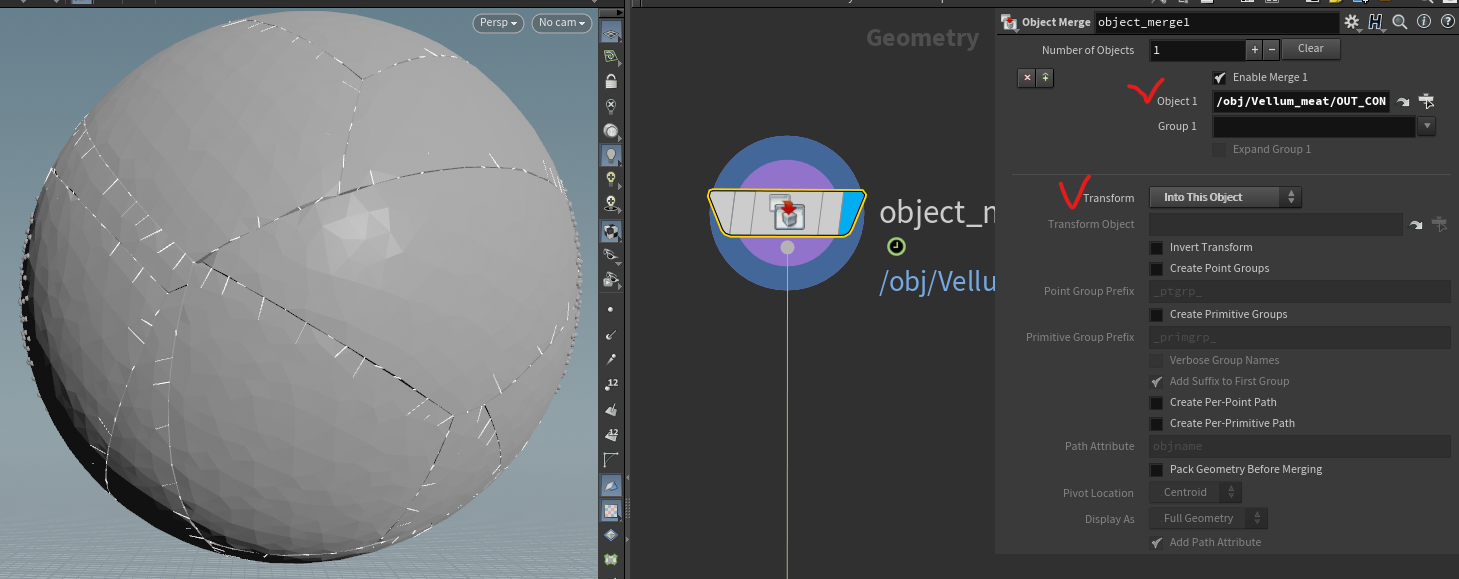 Persp
No cam
12
12
Geometry
object_m
/obj/Vellu
Object Merge object_merge1
Number of Objects 1 + - Clear
Enable Merge 1
Object 1 /obj/Vellum_meat/OUT_CON
Group 1
Expand Group 1
Transform Into This Object
Transform Object
Invert Transform
Create Point Groups
Point Group Prefix _ptgrp_
Create Primitive Groups
Primitive Group Prefix _primgrp_
Verbose Group Names
Add Suffix to First Group
Create Per-Point Path
Create Per-Primitive Path
Path Attribute objname
Pack Geometry Before Merging
Pivot Location Centroid
Display As Full Geometry
Add Path Attribute